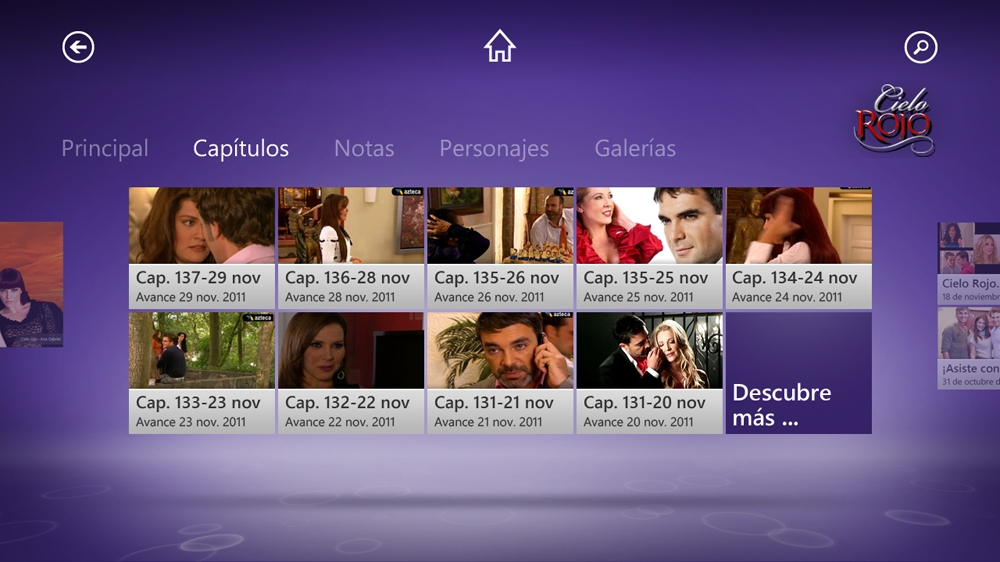 Cielo
Rojo
Principal
Capítulos
Notas
Personajes
Galerías
azteca
az
Cap. 137-29 nov
Avance 29 nov. 2011
Cap. 136-28 nov
Avance 28 nov. 2011
Cap. 135-26 nov
Avance 26 nov. 2011
Cap. 135-25 nov
Avance 25 nov. 2011
Cap. 134-24 nov
Avance 24 nov. 2011
Cielo Rojo.
18 de noviembr
azteca
Cap. 133-23 nov
Avance 23 nov. 2011
Cap. 132-22 nov
Avance 22 nov. 2011
Cap. 131-21 nov
Avance 21 nov. 2011
Cap. 131-20 nov
Avance 20 nov. 2011
Descubre
más ...
¡Asiste con
31 de octubre d